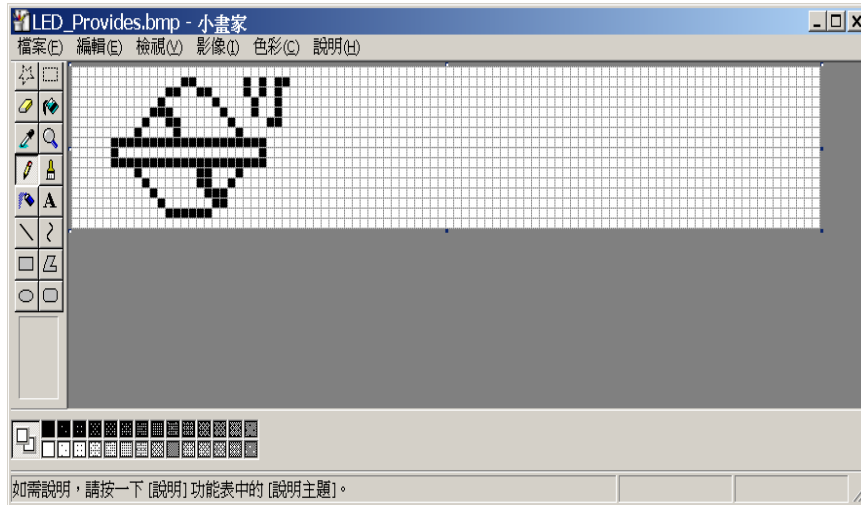 LED_Provides.bmp - 小畫家
檔案(F) 編輯(E) 檢視(V) 影像(I) 色彩(C) 說明(H)
A
如需說明，請按一下 [說明] 功能表中的 [說明主題]。